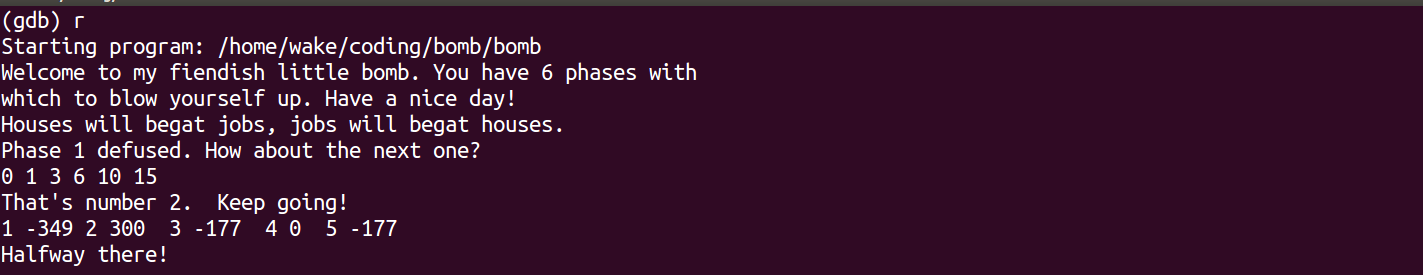 (gdb) r
Starting program: /home/wake/coding/bomb/bomb
Welcome to my fiendish little bomb. You have 6 phases with
which to blow yourself up. Have a nice day!
Houses will begat jobs, jobs will begat houses.
Phase 1 defused. How about the next one?
0 1 3 6 10 15
That's number 2.  Keep going!
1 -349 2 300  3 -177  4 0  5 -177
Halfway there!